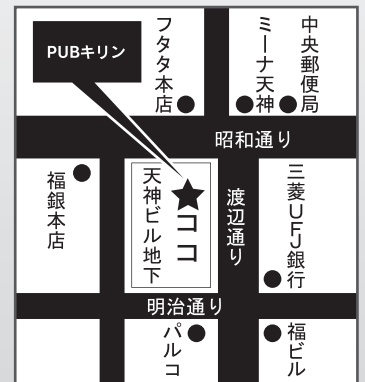 PUBキリン
フタタ本店
ミーナ天神
中央郵便局
昭和通り
福銀本店
天神ビル地下
ココ
渡辺通り
三菱UFJ銀行
明治通り
パルコ
福ビル